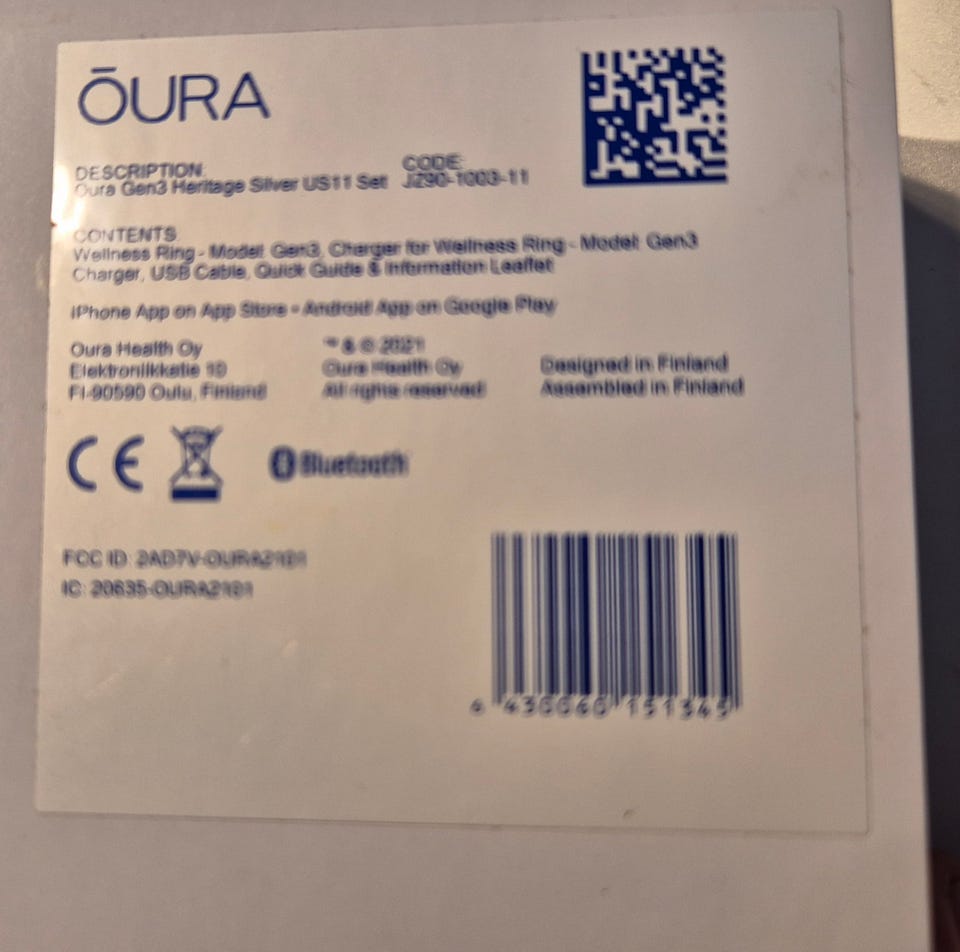 ŌURA
DESCRIPTION:
Oura Gen3 Heritage Silver US11 Set
CODE:
JZ90-1003-11
CONTENTS
Wellness Ring - Model: Gen3, Charger for Wellness Ring - Model: Gen3
Charger, USB Cable, Quick Guide & Information Leaflet
iPhone App on App Store • Android App on Google Play
Oura Health Oy
Elektroniikkatie 10
FI-90590 Oulu, Finland
™ & © 2021
Oura Health Oy
All rights reserved
Designed in Finland
Assembled in Finland
CE
Bluetooth
FCC ID: 2AD7V-OURA2101
IC: 20635-OURA2101
6 430060 151345